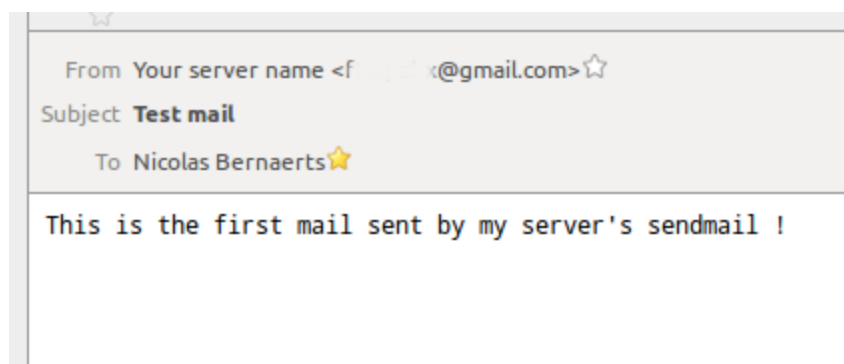 From Your server name <f x@gmail.com>
Subject Test mail
To Nicolas Bernaerts
This is the first mail sent by my server's sendmail !